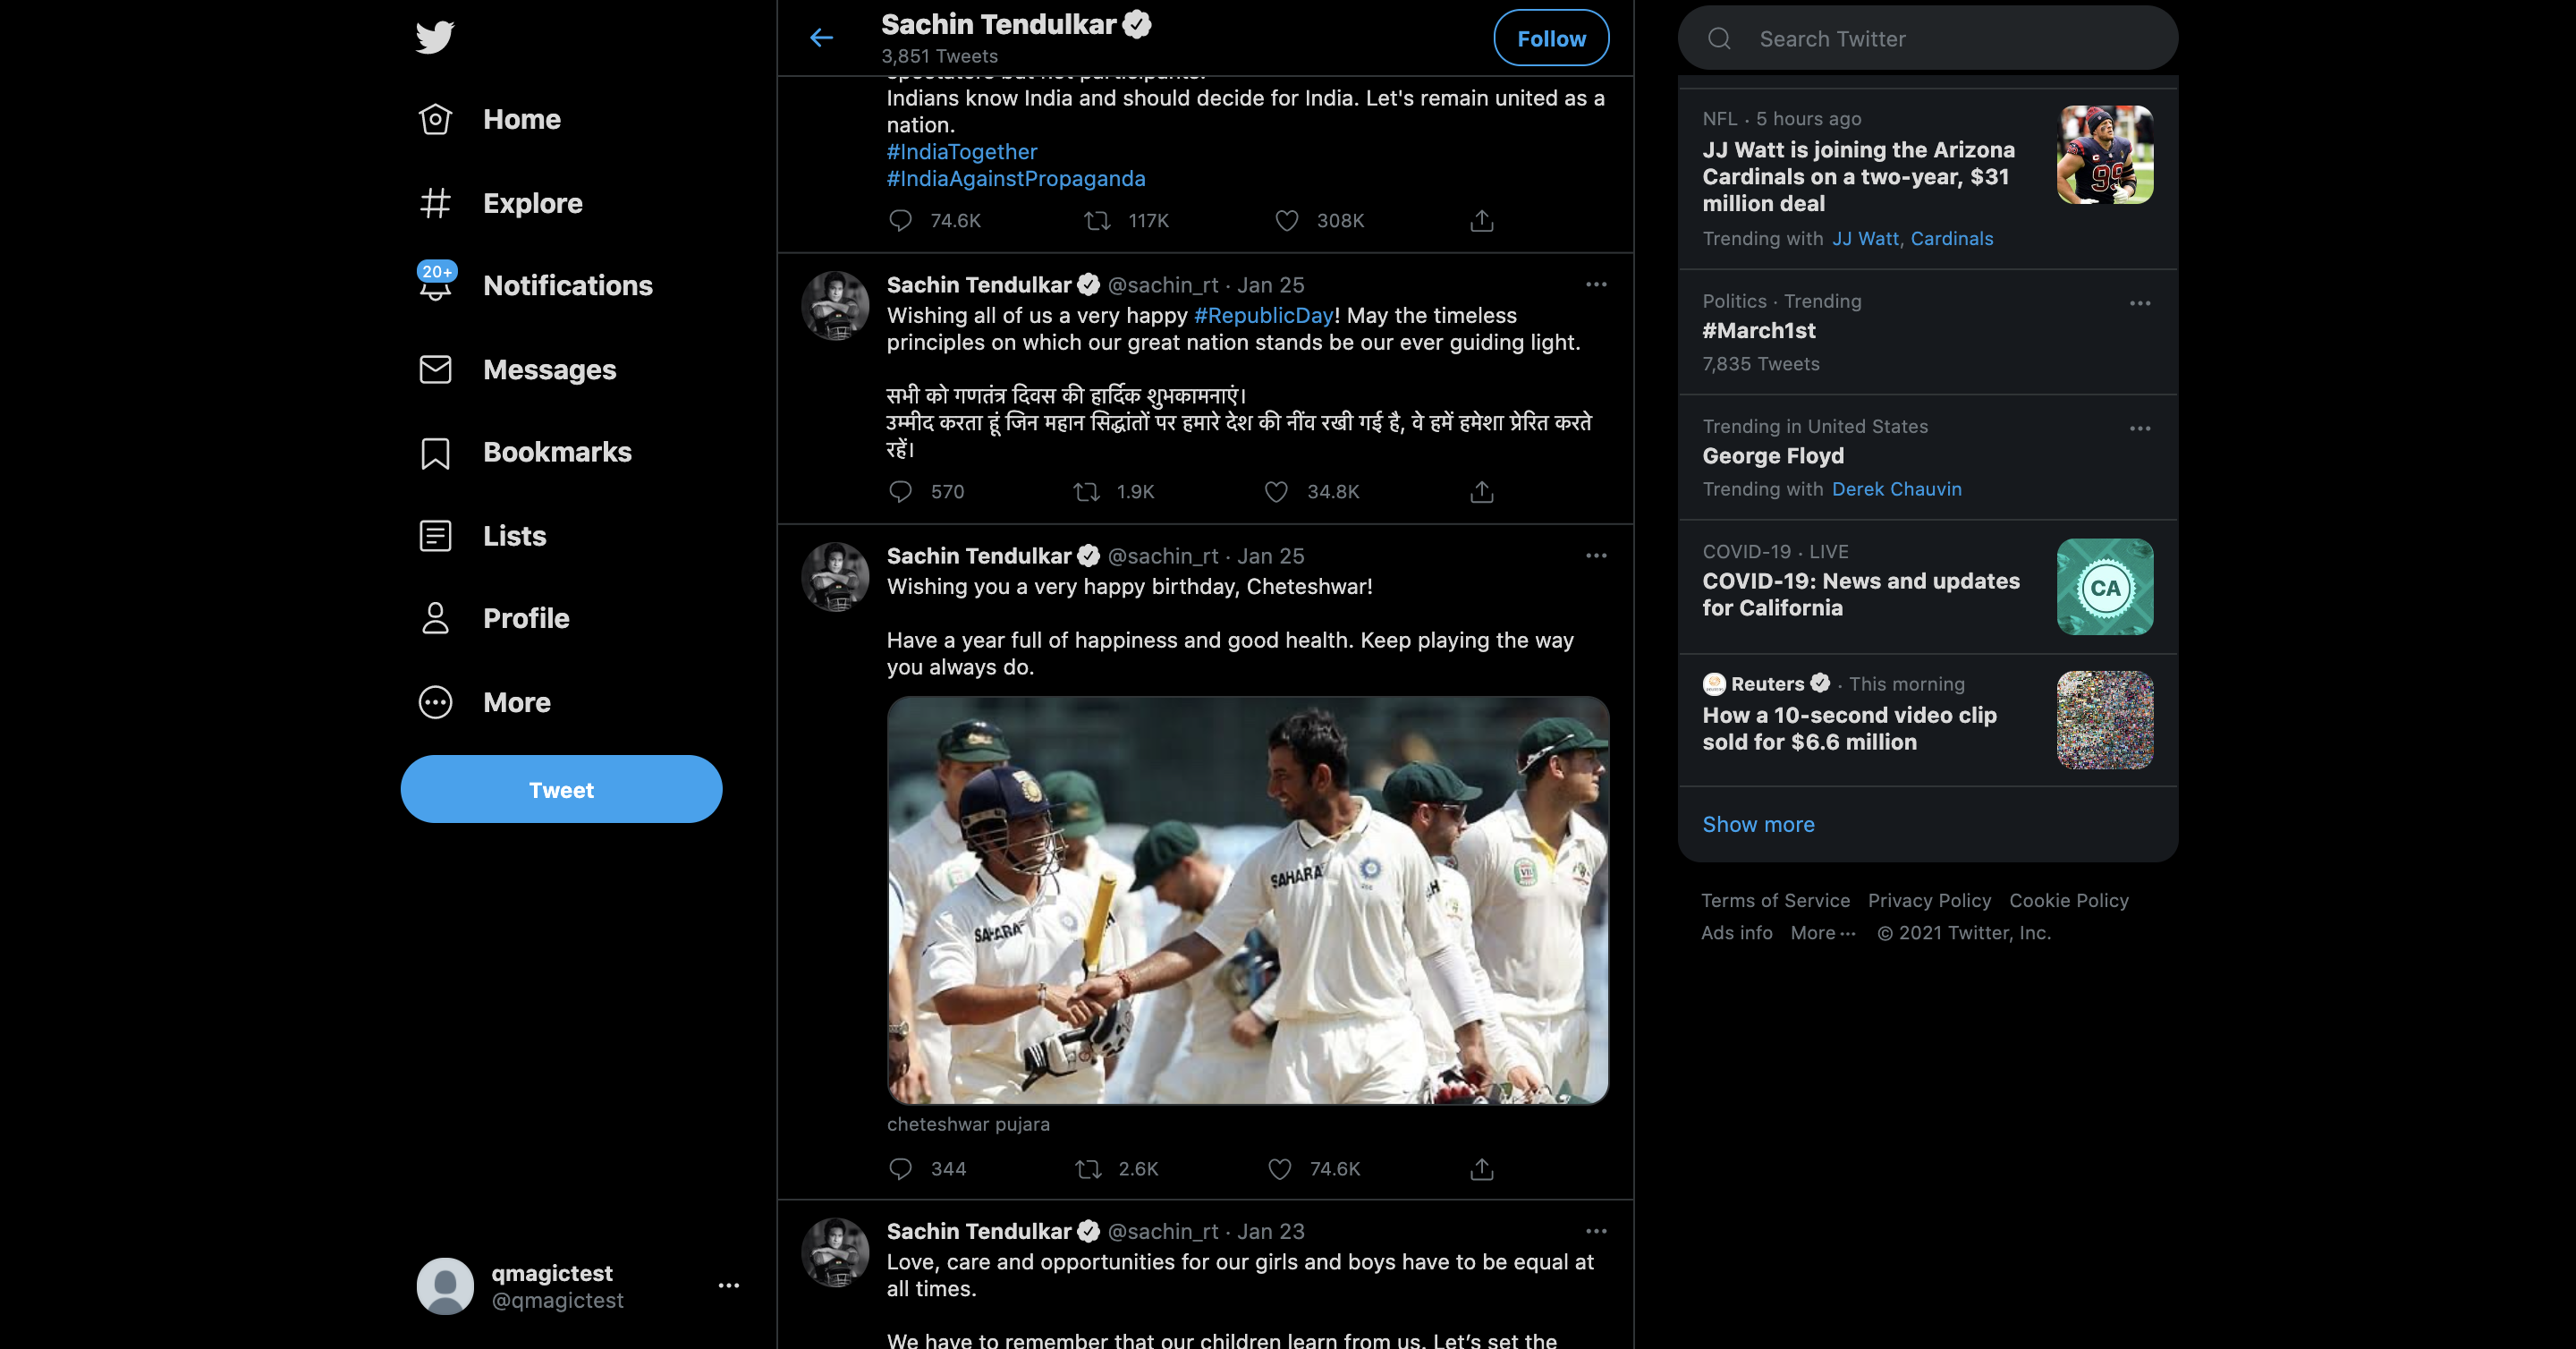 Home
Explore
20+
Notifications
Messages
Bookmarks
Lists
Profile
More
Tweet
qmagictest
@qmagictest
Sachin Tendulkar
3,851 Tweets
Follow
spectators but not participants.
Indians know India and should decide for India. Let's remain united as a
nation.
#IndiaTogether
#IndiaAgainstPropaganda
74.6K 117K 308K
Sachin Tendulkar @sachin_rt · Jan 25
Wishing all of us a very happy #RepublicDay! May the timeless
principles on which our great nation stands be our ever guiding light.
सभी को गणतंत्र दिवस की हार्दिक शुभकामनाएं।
उम्मीद करता हूं जिन महान सिद्धांतों पर हमारे देश की नींव रखी गई है, वे हमें हमेशा प्रेरित करते
रहें।
570 1.9K 34.8K
Sachin Tendulkar @sachin_rt · Jan 25
Wishing you a very happy birthday, Cheteshwar!
Have a year full of happiness and good health. Keep playing the way
you always do.
SAHARA
SAHARA
cheteshwar pujara
344 2.6K 74.6K
Sachin Tendulkar @sachin_rt · Jan 23
Love, care and opportunities for our girls and boys have to be equal at
all times.
We have to remember that our children learn from us. Let's set the
Search Twitter
NFL · 5 hours ago
JJ Watt is joining the Arizona
Cardinals on a two-year, $31
million deal
Trending with JJ Watt, Cardinals
99
Politics · Trending
#March1st
7,835 Tweets
Trending in United States
George Floyd
Trending with Derek Chauvin
COVID-19 · LIVE
COVID-19: News and updates
for California
CA
Reuters · This morning
How a 10-second video clip
sold for $6.6 million
Show more
Terms of Service Privacy Policy Cookie Policy
Ads info More ··· © 2021 Twitter, Inc.